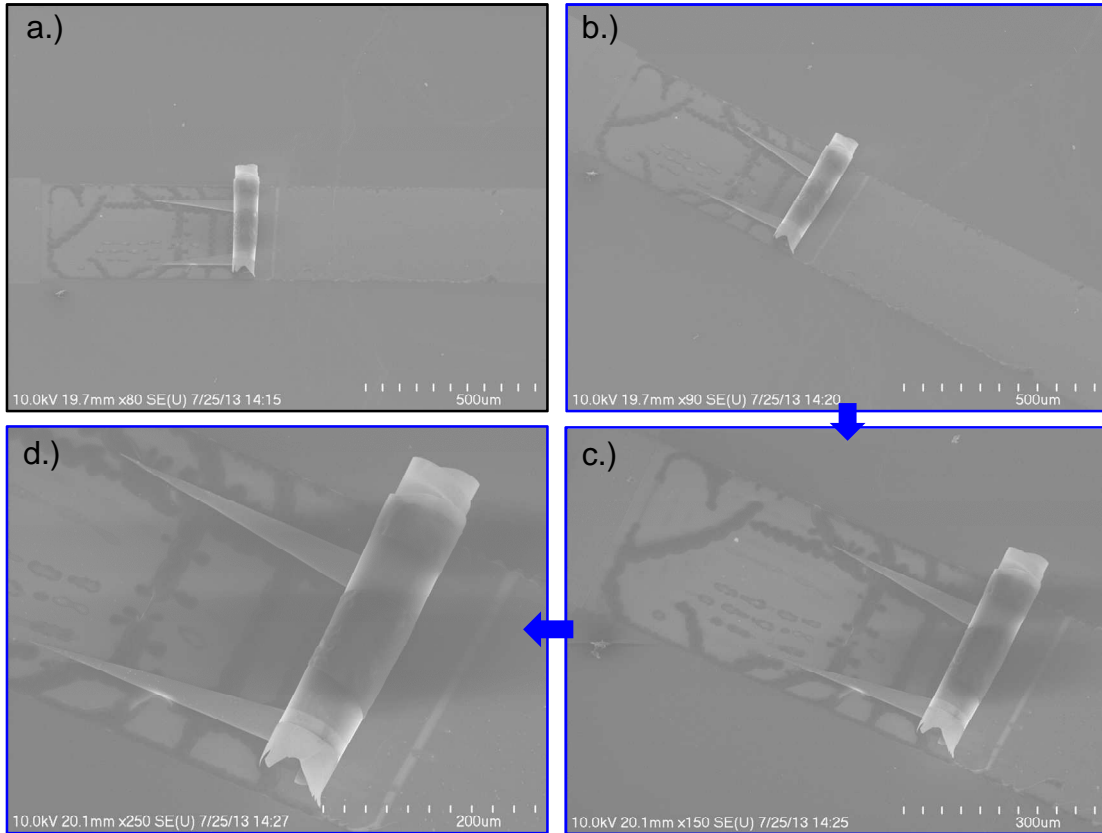 a.)
10.0kV 19.7mm x80 SE(U) 7/25/13 14:15
500um
b.)
10.0kV 19.7mm x90 SE(U) 7/25/13 14:20
500um
d.)
10.0kV 20.1mm x250 SE(U) 7/25/13 14:27
200um
c.)
10.0kV 20.1mm x150 SE(U) 7/25/13 14:25
300um